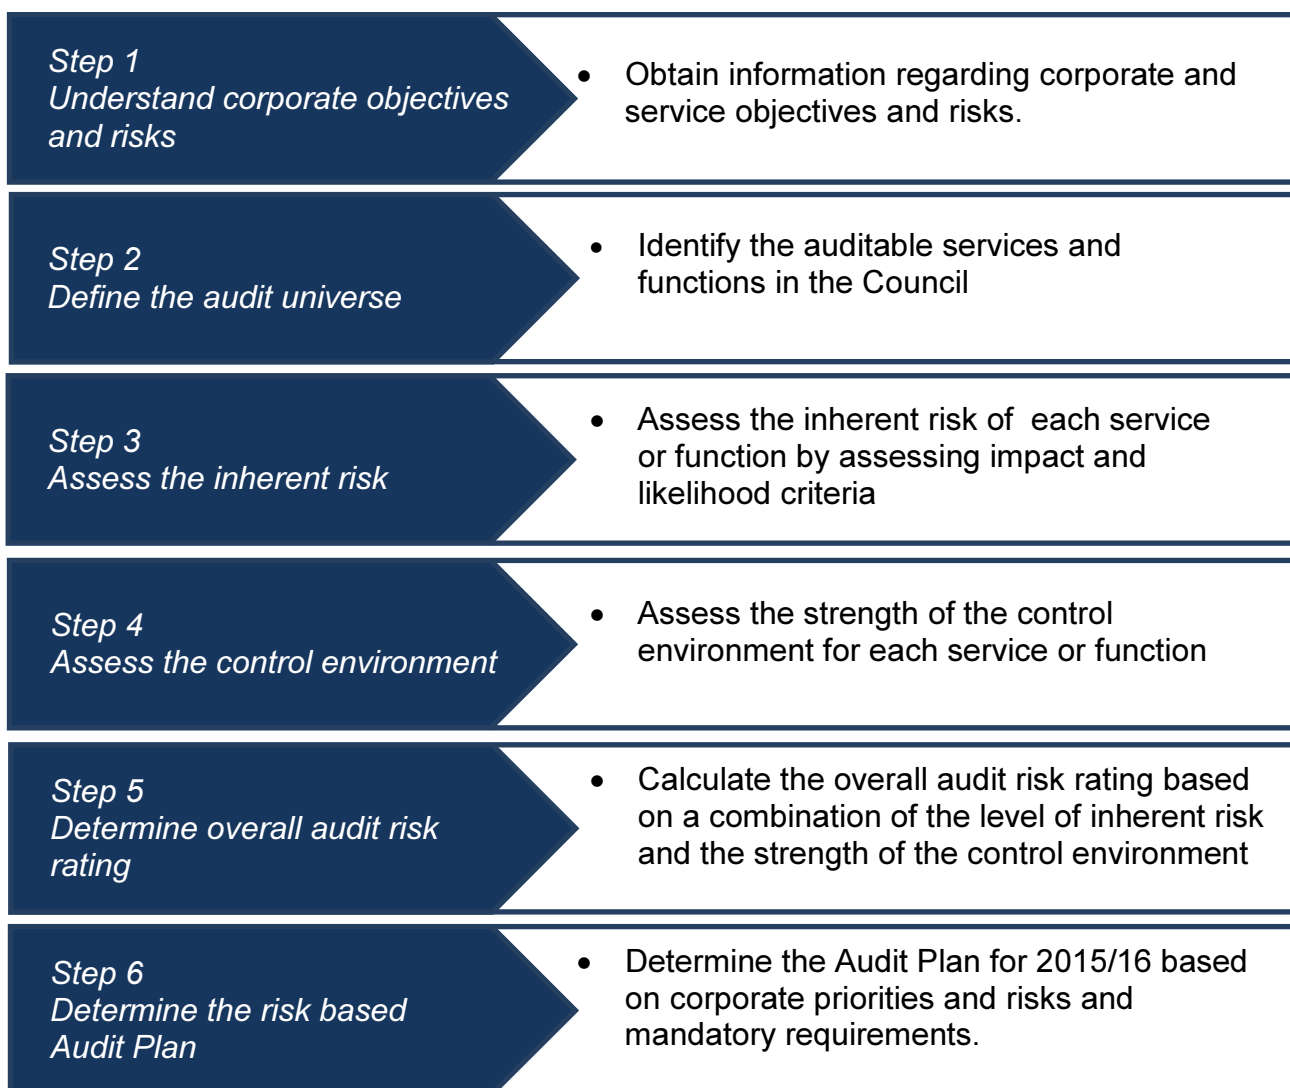 Step 1
Understand corporate objectives
and risks
• Obtain information regarding corporate and
service objectives and risks.
Step 2
Define the audit universe
• Identify the auditable services and
functions in the Council
Step 3
Assess the inherent risk
• Assess the inherent risk of  each service
or function by assessing impact and
likelihood criteria
Step 4
Assess the control environment
• Assess the strength of the control
environment for each service or function
Step 5
Determine overall audit risk
rating
• Calculate the overall audit risk rating based
on a combination of the level of inherent risk
and the strength of the control environment
Step 6
Determine the risk based
Audit Plan
• Determine the Audit Plan for 2015/16 based
on corporate priorities and risks and
mandatory requirements.